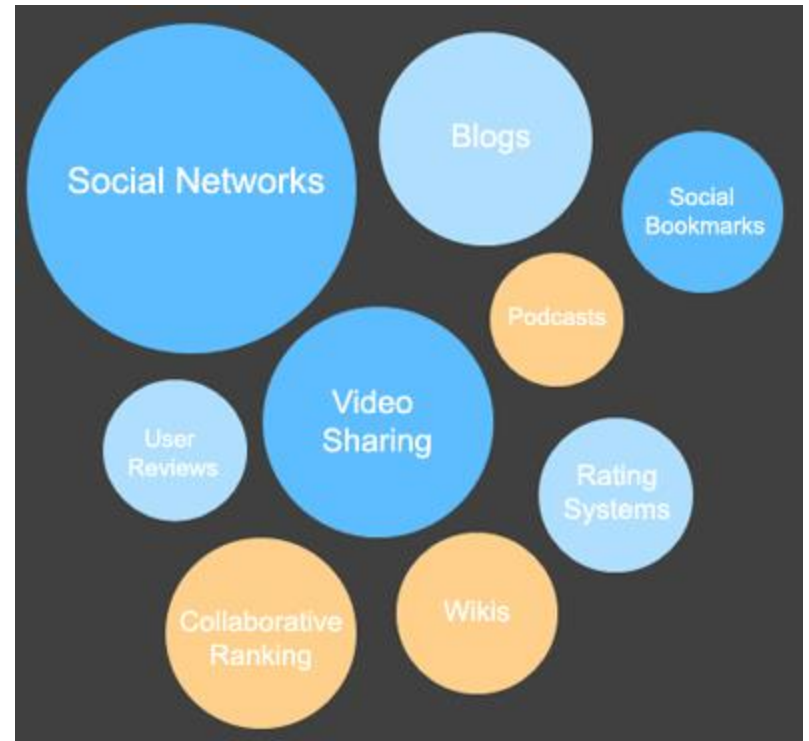 Social Networks
Blogs
Social
Bookmarks
Podcasts
Video
Sharing
User
Reviews
Rating
Systems
Collaborative
Ranking
Wikis